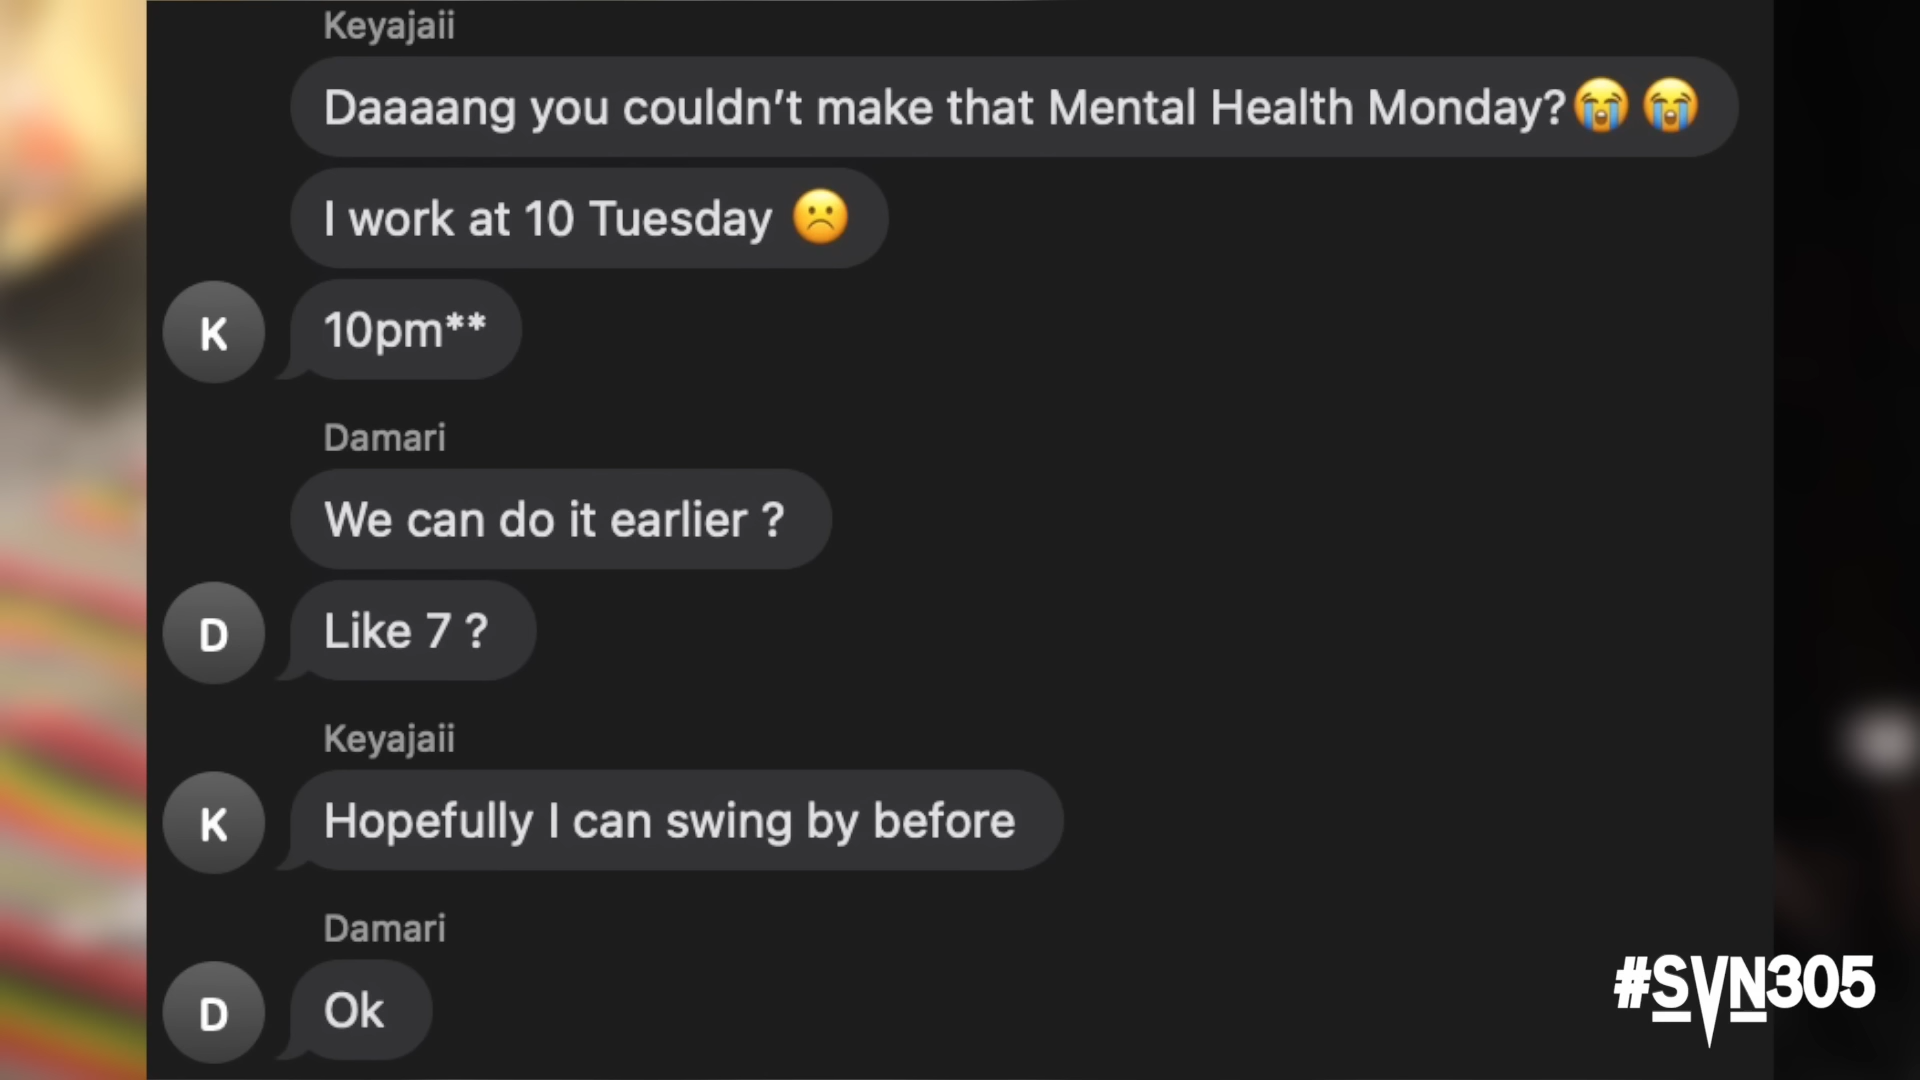 Keyajaii
Daaaang you couldn't make that Mental Health Monday?😭😭
I work at 10 Tuesday ☹️
K
10pm**
Damari
We can do it earlier ?
D
Like 7 ?
Keyajaii
K
Hopefully I can swing by before
Damari
D
Ok
#SVN305